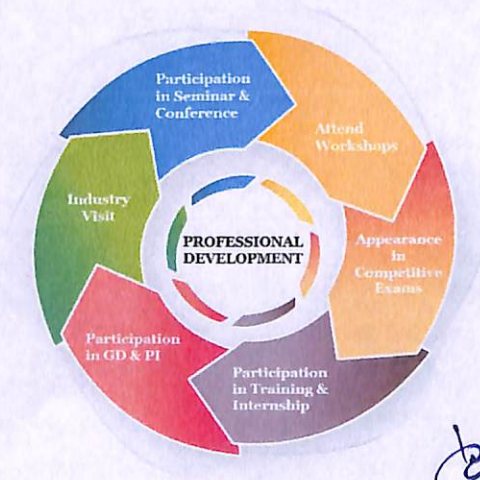 Participation
in Seminar &
Conference
Attend
Workshops
Appearance
in
Competitive
Exams
Participation
in Training &
Internship
Participation
in GD & PI
Industry
Visit
PROFESSIONAL
DEVELOPMENT